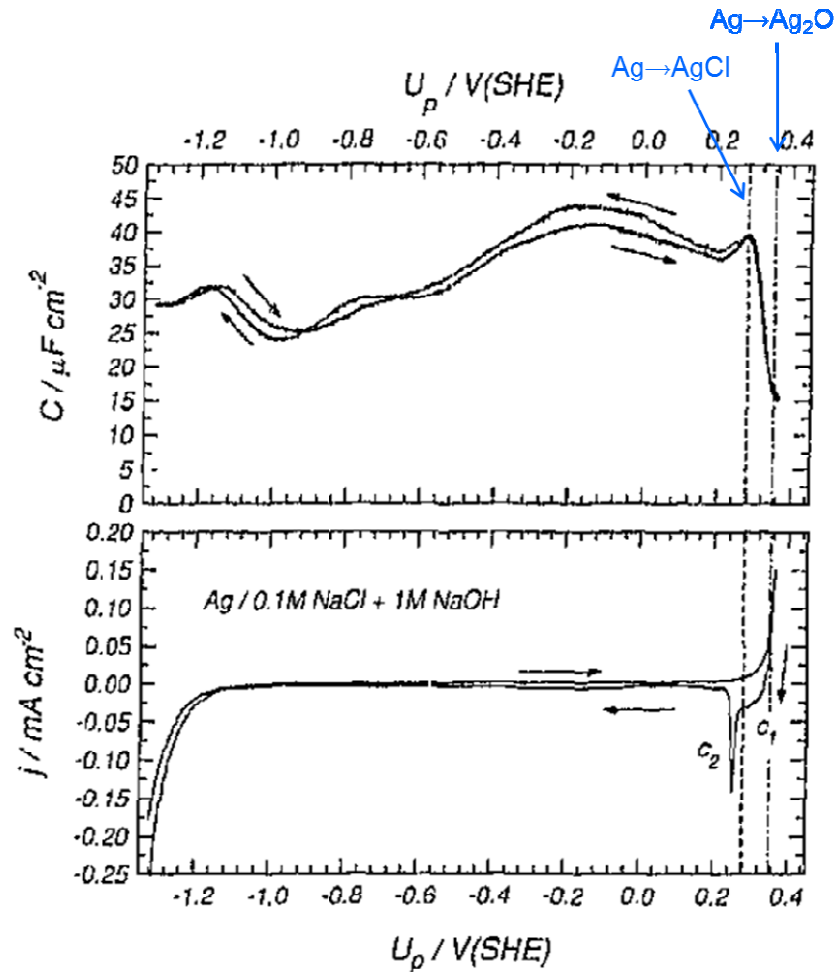 Ag→Ag₂O
Ag→AgCl
U_p / V(SHE)
-1.2 -1.0 -0.8 -0.6 -0.4 -0.2 0.0 0.2 0.4
50
45
40
35
30
25
20
15
10
5
0
C / μF cm⁻²
0.20
0.15
0.10
0.05
0.00
-0.05
-0.10
-0.15
-0.20
-0.25
j / mA cm⁻²
Ag / 0.1M NaCl + 1M NaOH
c₂
c₁
-1.2 -1.0 -0.8 -0.6 -0.4 -0.2 0.0 0.2 0.4
U_p / V(SHE)